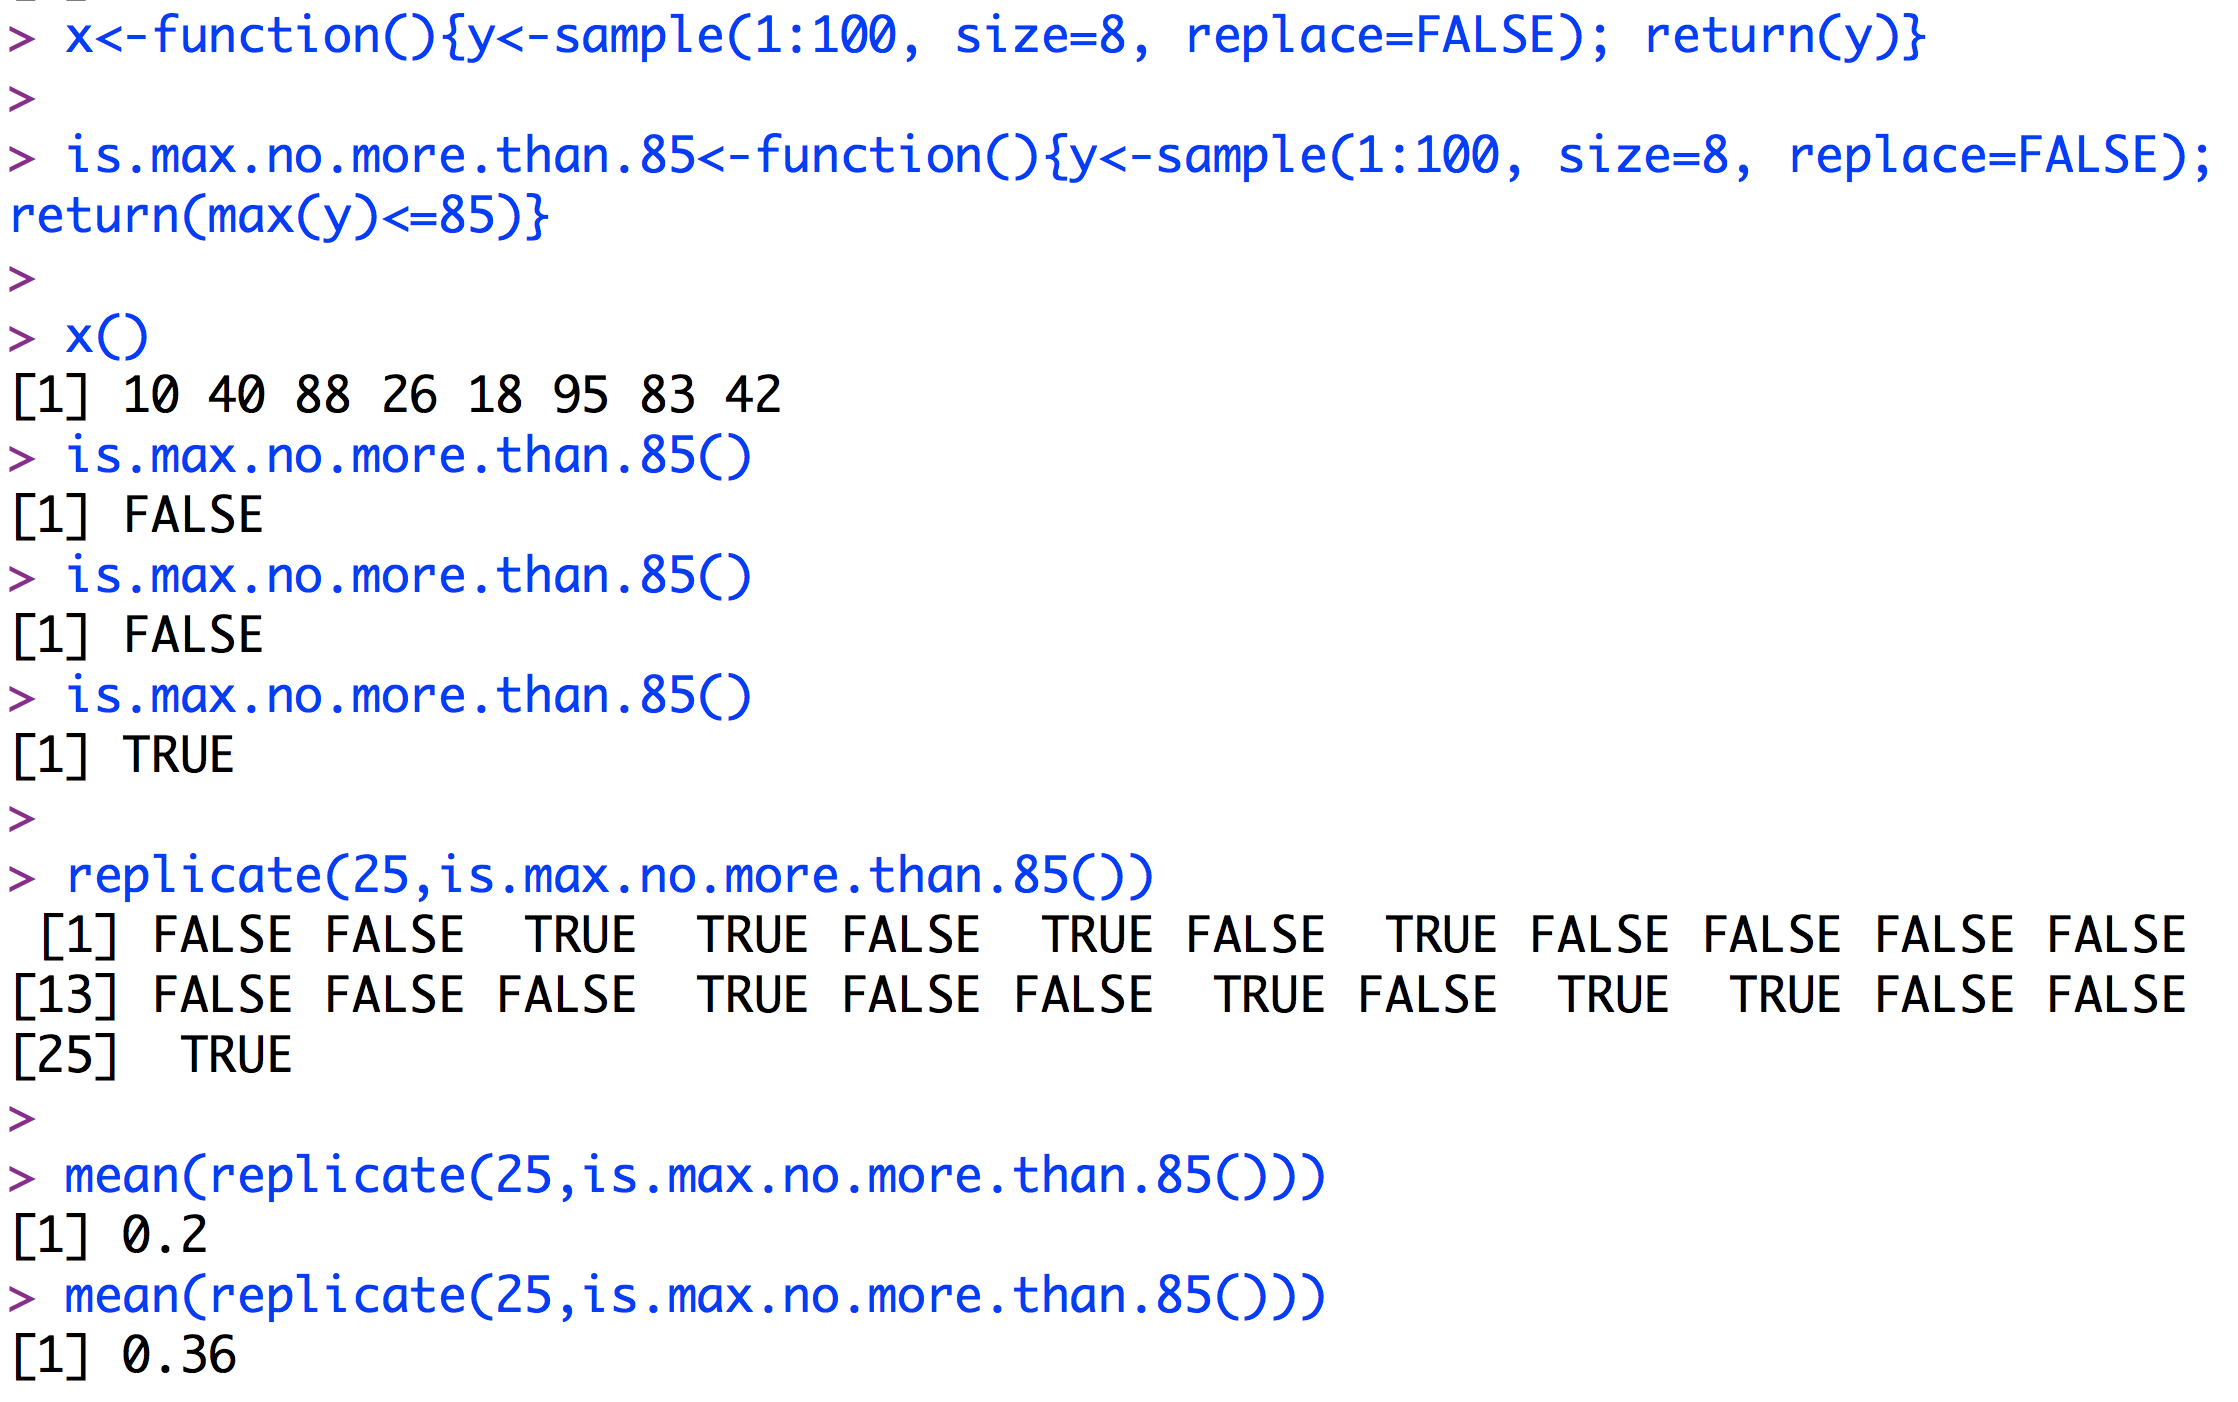 > x<-function(){y<-sample(1:100, size=8, replace=FALSE); return(y)}
>
> is.max.no.more.than.85<-function(){y<-sample(1:100, size=8, replace=FALSE);
return(max(y)<=85)}
>
> x()
[1] 10 40 88 26 18 95 83 42
> is.max.no.more.than.85()
[1] FALSE
> is.max.no.more.than.85()
[1] FALSE
> is.max.no.more.than.85()
[1] TRUE
>
> replicate(25,is.max.no.more.than.85())
 [1] FALSE FALSE  TRUE  TRUE FALSE  TRUE FALSE  TRUE FALSE FALSE FALSE FALSE
[13] FALSE FALSE FALSE  TRUE FALSE FALSE  TRUE FALSE  TRUE  TRUE FALSE FALSE
[25]  TRUE
>
> mean(replicate(25,is.max.no.more.than.85()))
[1] 0.2
> mean(replicate(25,is.max.no.more.than.85()))
[1] 0.36